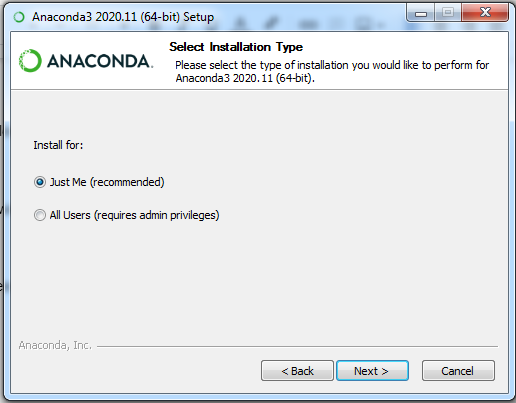 Anaconda3 2020.11 (64-bit) Setup
ANACONDA.
Select Installation Type
Please select the type of installation you would like to perform for
Anaconda3 2020.11 (64-bit).
Install for:
Just Me (recommended)
All Users (requires admin privileges)
Anaconda, Inc.
< Back
Next >
Cancel